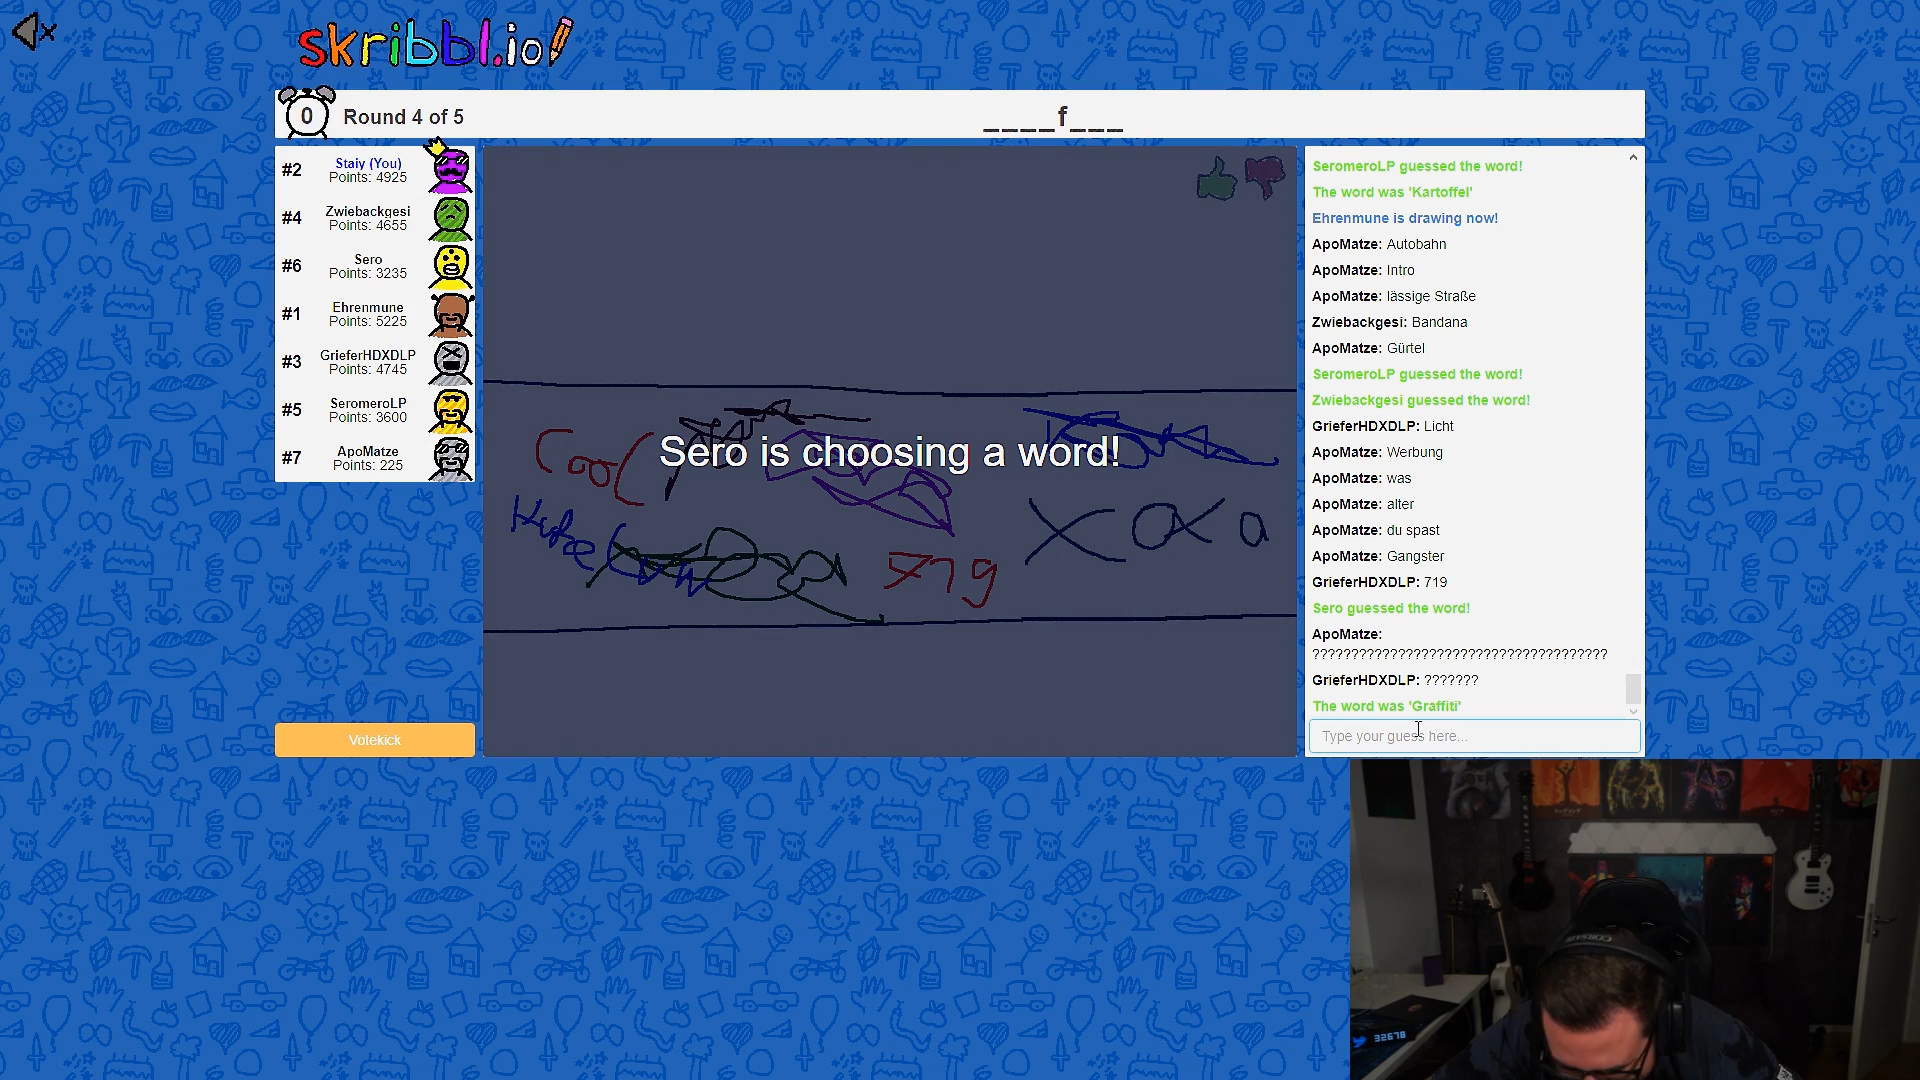 skribbl.io
0
Round 4 of 5
____f___
#2
Staiy (You)
Points: 4925
#4
Zwiebackgesi
Points: 4655
#6
Sero
Points: 3235
#1
Ehrenmune
Points: 5225
#3
GrieferHDXDLP
Points: 4745
#5
SeromeroLP
Points: 3600
#7
ApoMatze
Points: 225
Votekick
Sero is choosing a word!
Cool
719
SeromeroLP guessed the word!
The word was 'Kartoffel'
Ehrenmune is drawing now!
ApoMatze: Autobahn
ApoMatze: Intro
ApoMatze: lässige Straße
Zwiebackgesi: Bandana
ApoMatze: Gürtel
SeromeroLP guessed the word!
Zwiebackgesi guessed the word!
GrieferHDXDLP: Licht
ApoMatze: Werbung
ApoMatze: was
ApoMatze: alter
ApoMatze: du spast
ApoMatze: Gangster
GrieferHDXDLP: 719
Sero guessed the word!
ApoMatze:
??????????????????????????????????????
GrieferHDXDLP: ???????
The word was 'Graffiti'
Type your guess here...
CORSAIR